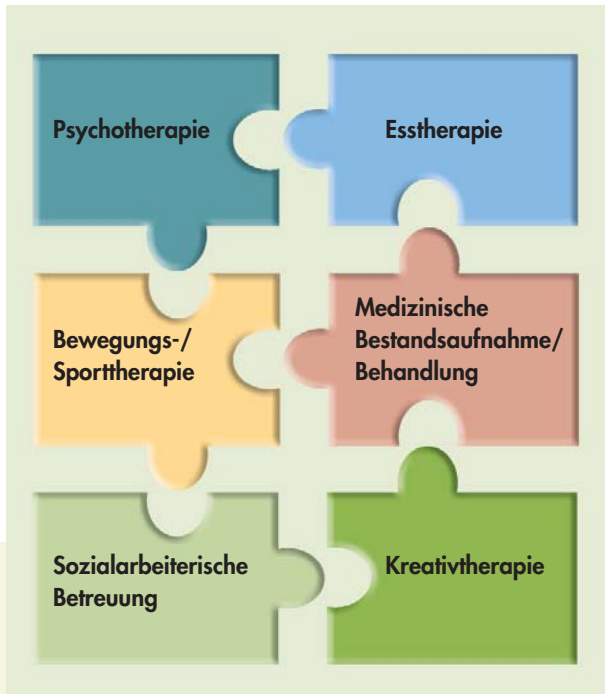 Psychotherapie
Esstherapie
Bewegungs-/
Sporttherapie
Medizinische
Bestandsaufnahme/
Behandlung
Sozialarbeiterische
Betreuung
Kreativtherapie